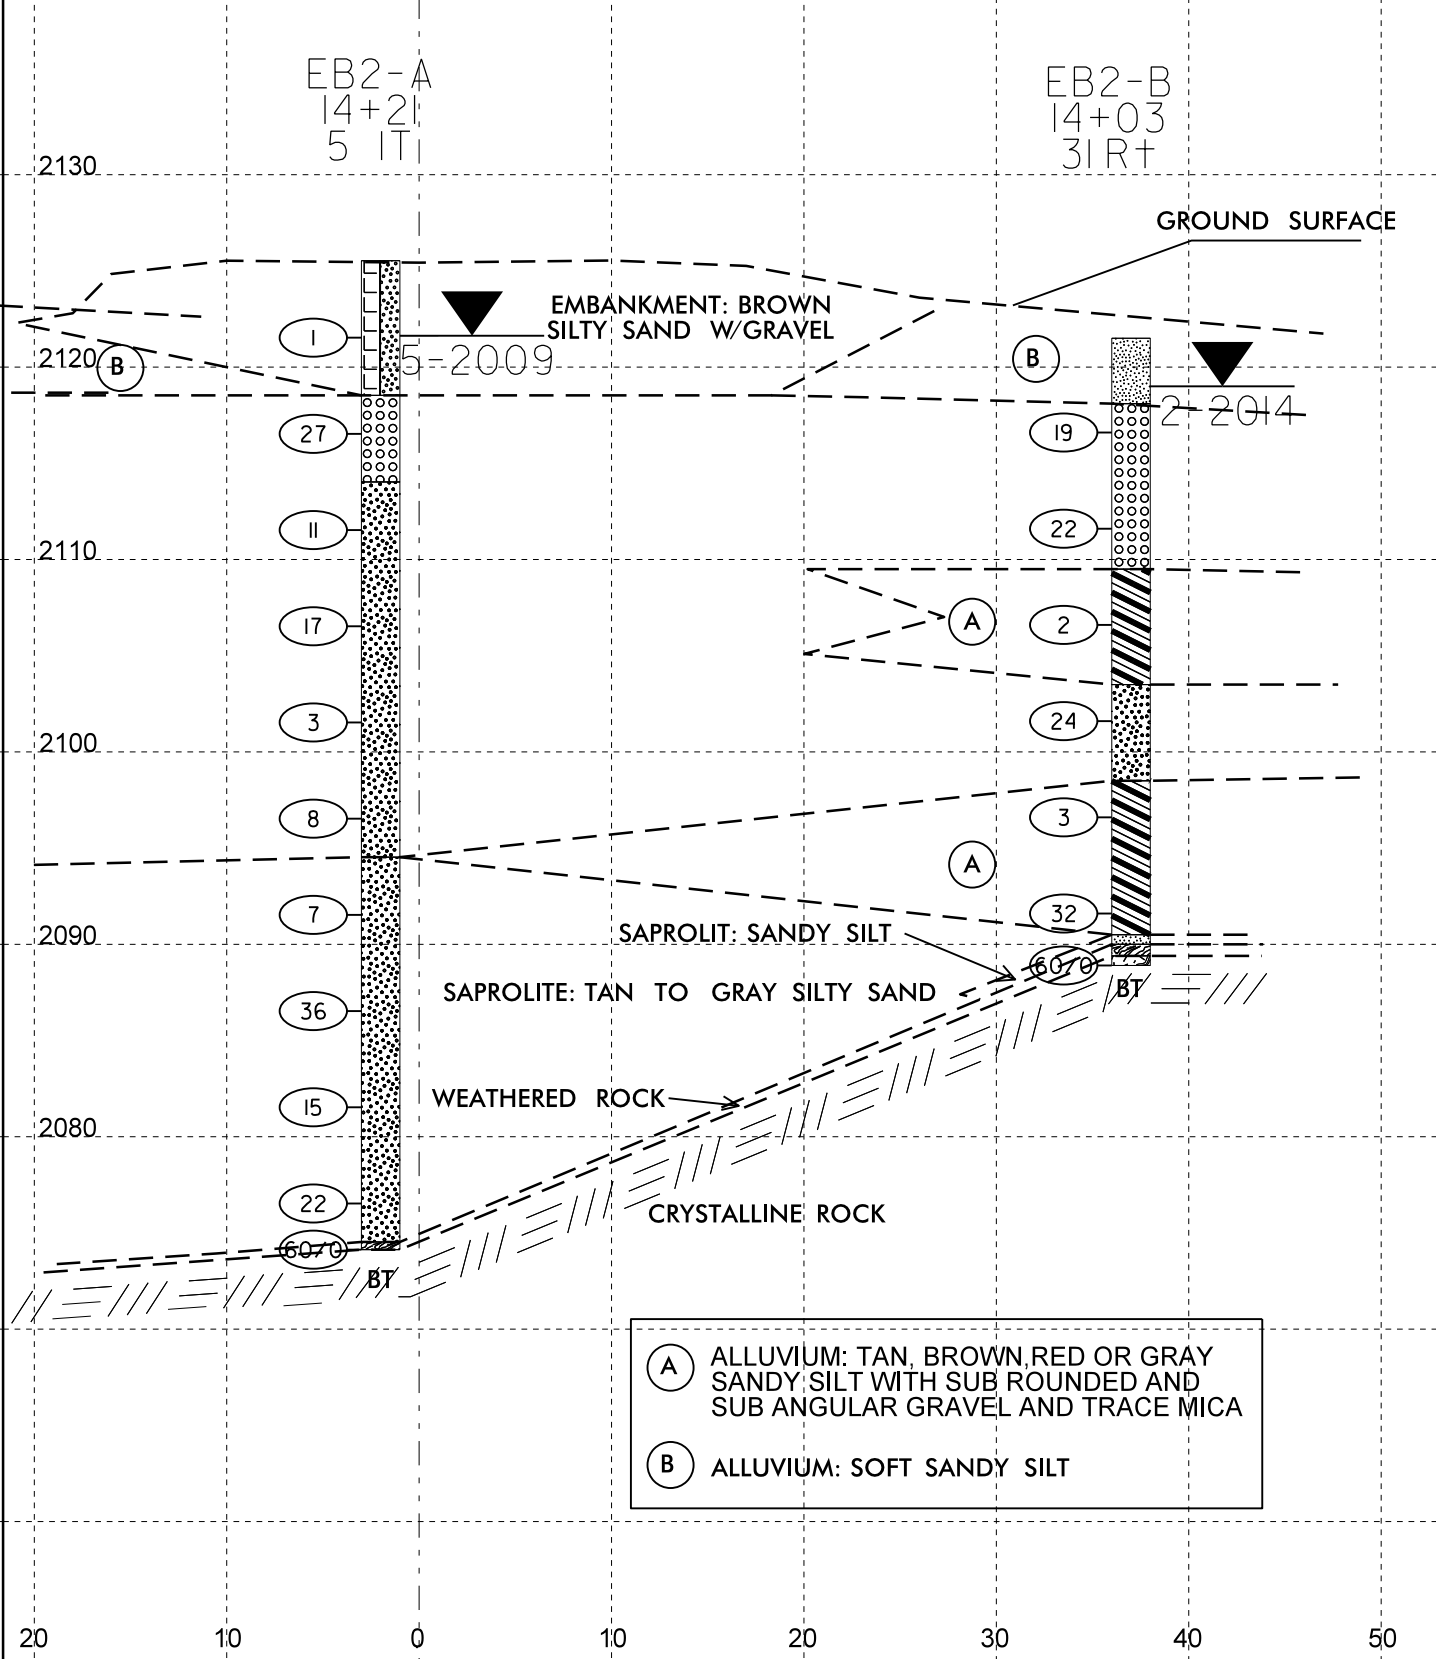 EB2-A
14+21
5 lT
EB2-B
14+03
31 Rt
2130
GROUND SURFACE
EMBANKMENT: BROWN
SILTY SAND W/GRAVEL
1
5-2009
2120
B
B
2-2014
27
19
11
22
2110
17
A
2
3
24
2100
8
3
A
7
32
2090
SAPROLIT: SANDY SILT
60/0
SAPROLITE: TAN TO GRAY SILTY SAND
BT
36
WEATHERED ROCK
15
2080
22
CRYSTALLINE ROCK
60/0
BT
A
ALLUVIUM: TAN, BROWN,RED OR GRAY
SANDY SILT WITH SUB ROUNDED AND
SUB ANGULAR GRAVEL AND TRACE MICA
B
ALLUVIUM: SOFT SANDY SILT
20 10 0 10 20 30 40 50